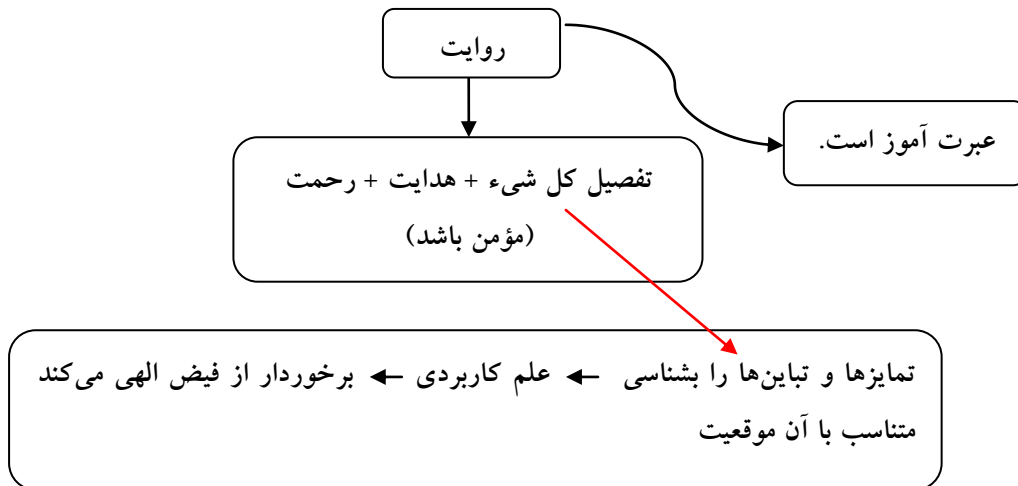 روایت
عبرت آموز است.
تفصیل کل شیء + هدایت + رحمت
(مؤمن باشد)
تمایزها و تباین‌ها را بشناسی ← علم کاربردی ← برخوردار از فیض الهی می‌کند
متناسب با آن موقعیت